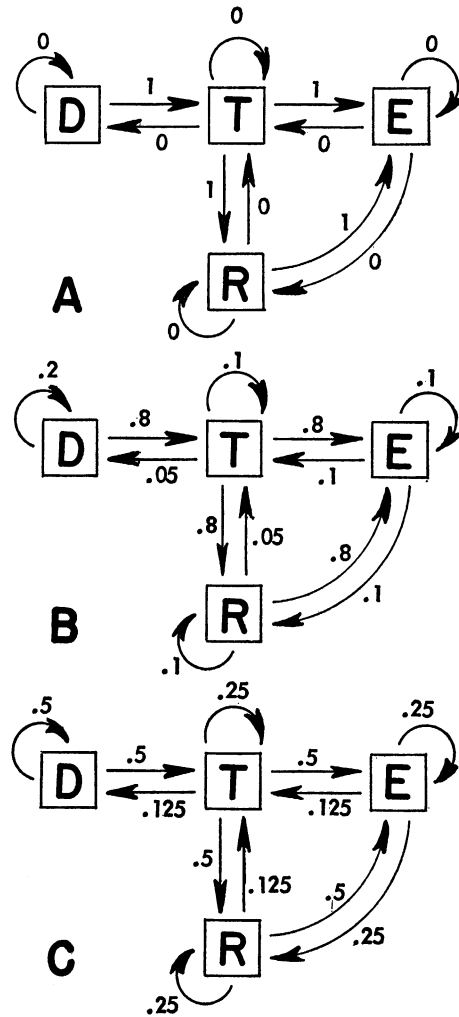 0 0 0
D 1 T 1 E
0 0
1 0 1 0
R
A 0
.2 .1 .1
D .8 T .8 E
.05 .1
.8 .05 .8 .1
R
B .1
.5 .25 .25
D .5 T .5 E
.125 .125
.5 .125 .5 .25
R
C .25